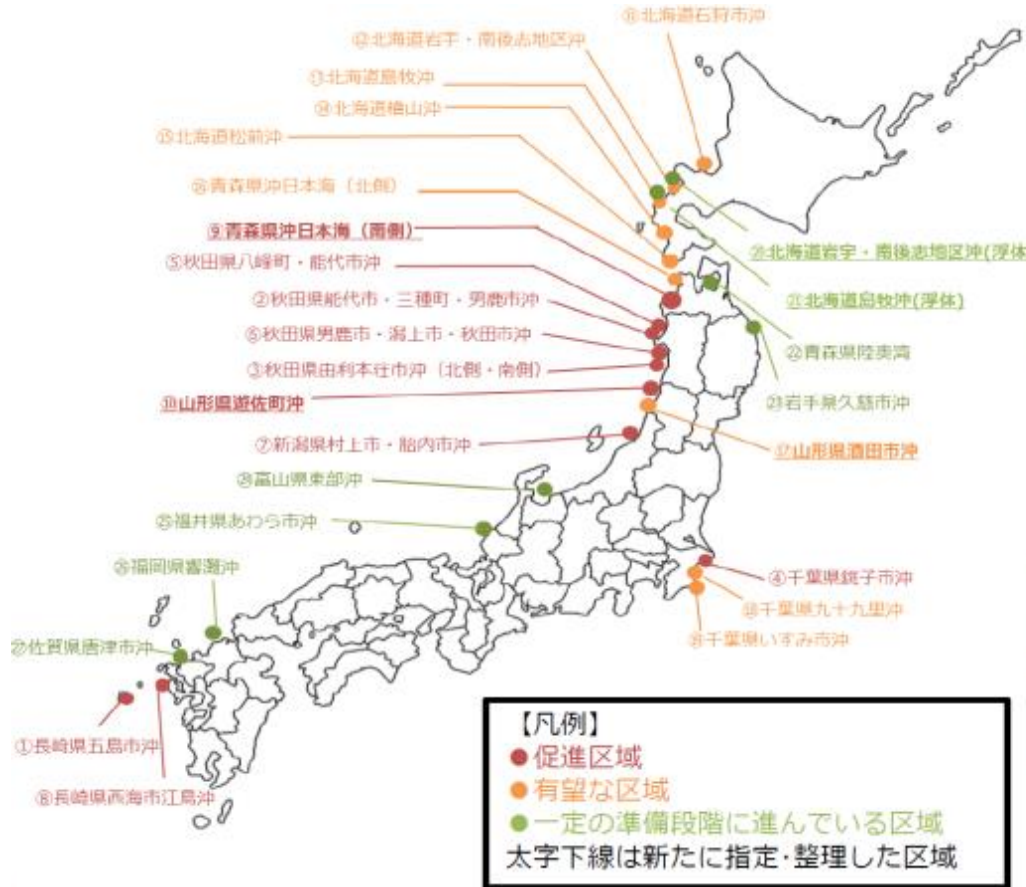 ⑪北海道石狩市沖
⑫北海道岩宇・南後志地区沖
⑬北海道島牧沖
⑭北海道檜山沖
⑮北海道松前沖
⑯青森県沖日本海（北側）
⑨青森県沖日本海（南側）
⑤秋田県八峰町・能代市沖
②秋田県能代市・三種町・男鹿市沖
⑥秋田県男鹿市・潟上市・秋田市沖
③秋田県由利本荘市沖（北側・南側）
⑩山形県遊佐町沖
⑦新潟県村上市・胎内市沖
⑳北海道岩宇・南後志地区沖(浮体
㉑北海道島牧沖(浮体)
㉒青森県陸奥湾
㉓岩手県久慈市沖
⑰山形県酒田市沖
㉔富山県東部沖
㉕福井県あわら市沖
㉖福岡県響灘沖
㉗佐賀県唐津市沖
①長崎県五島市沖
⑧長崎県西海市江島沖
④千葉県銚子市沖
⑱千葉県九十九里沖
⑲千葉県いすみ市沖
【凡例】
促進区域
有望な区域
一定の準備段階に進んでいる区域
太字下線は新たに指定・整理した区域